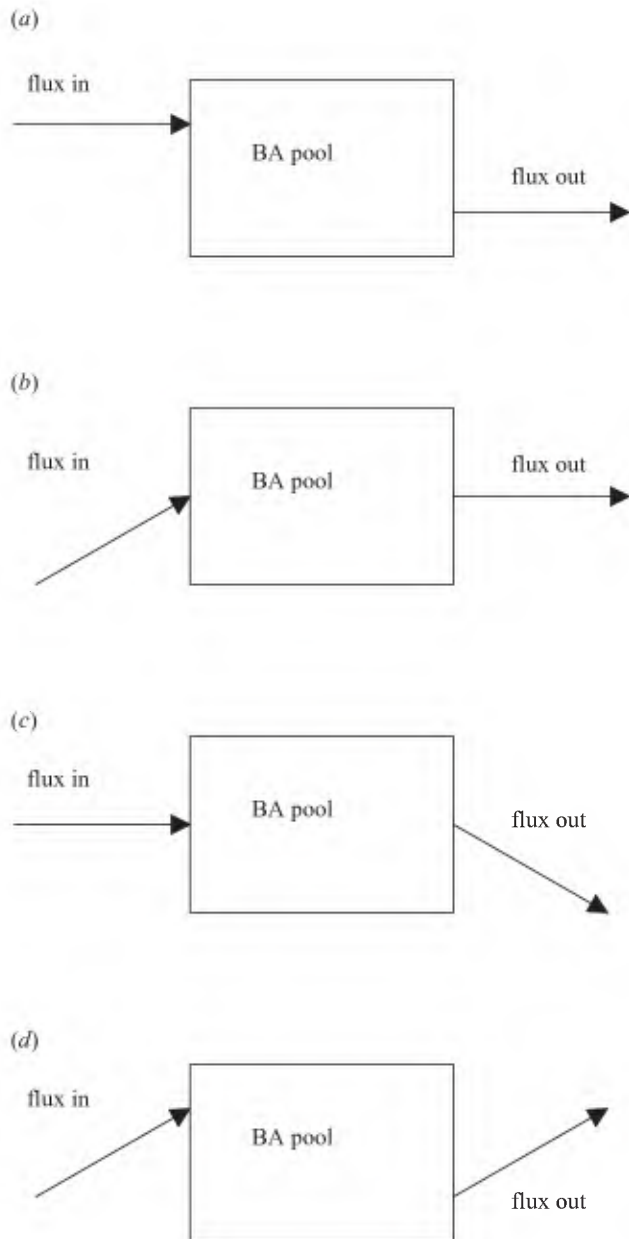 (a)
flux in
BA pool
flux out
(b)
flux in
BA pool
flux out
(c)
flux in
BA pool
flux out
(d)
flux in
BA pool
flux out